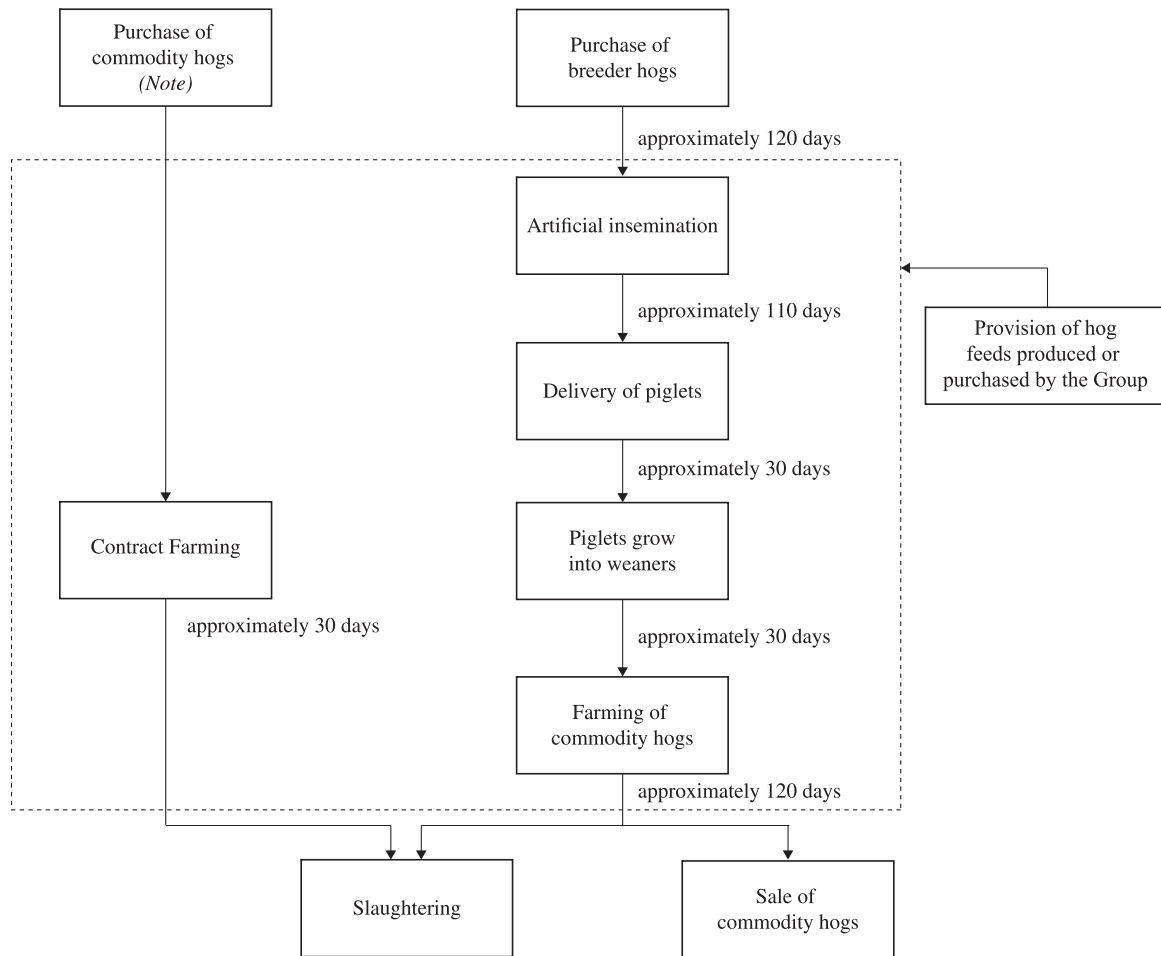 Purchase of
commodity hogs
(Note)
Purchase of
breeder hogs
approximately 120 days
Artificial insemination
approximately 110 days
Provision of hog
feeds produced or
purchased by the Group
Delivery of piglets
approximately 30 days
Contract Farming
Piglets grow
into weaners
approximately 30 days
approximately 30 days
Farming of
commodity hogs
approximately 120 days
Slaughtering
Sale of
commodity hogs